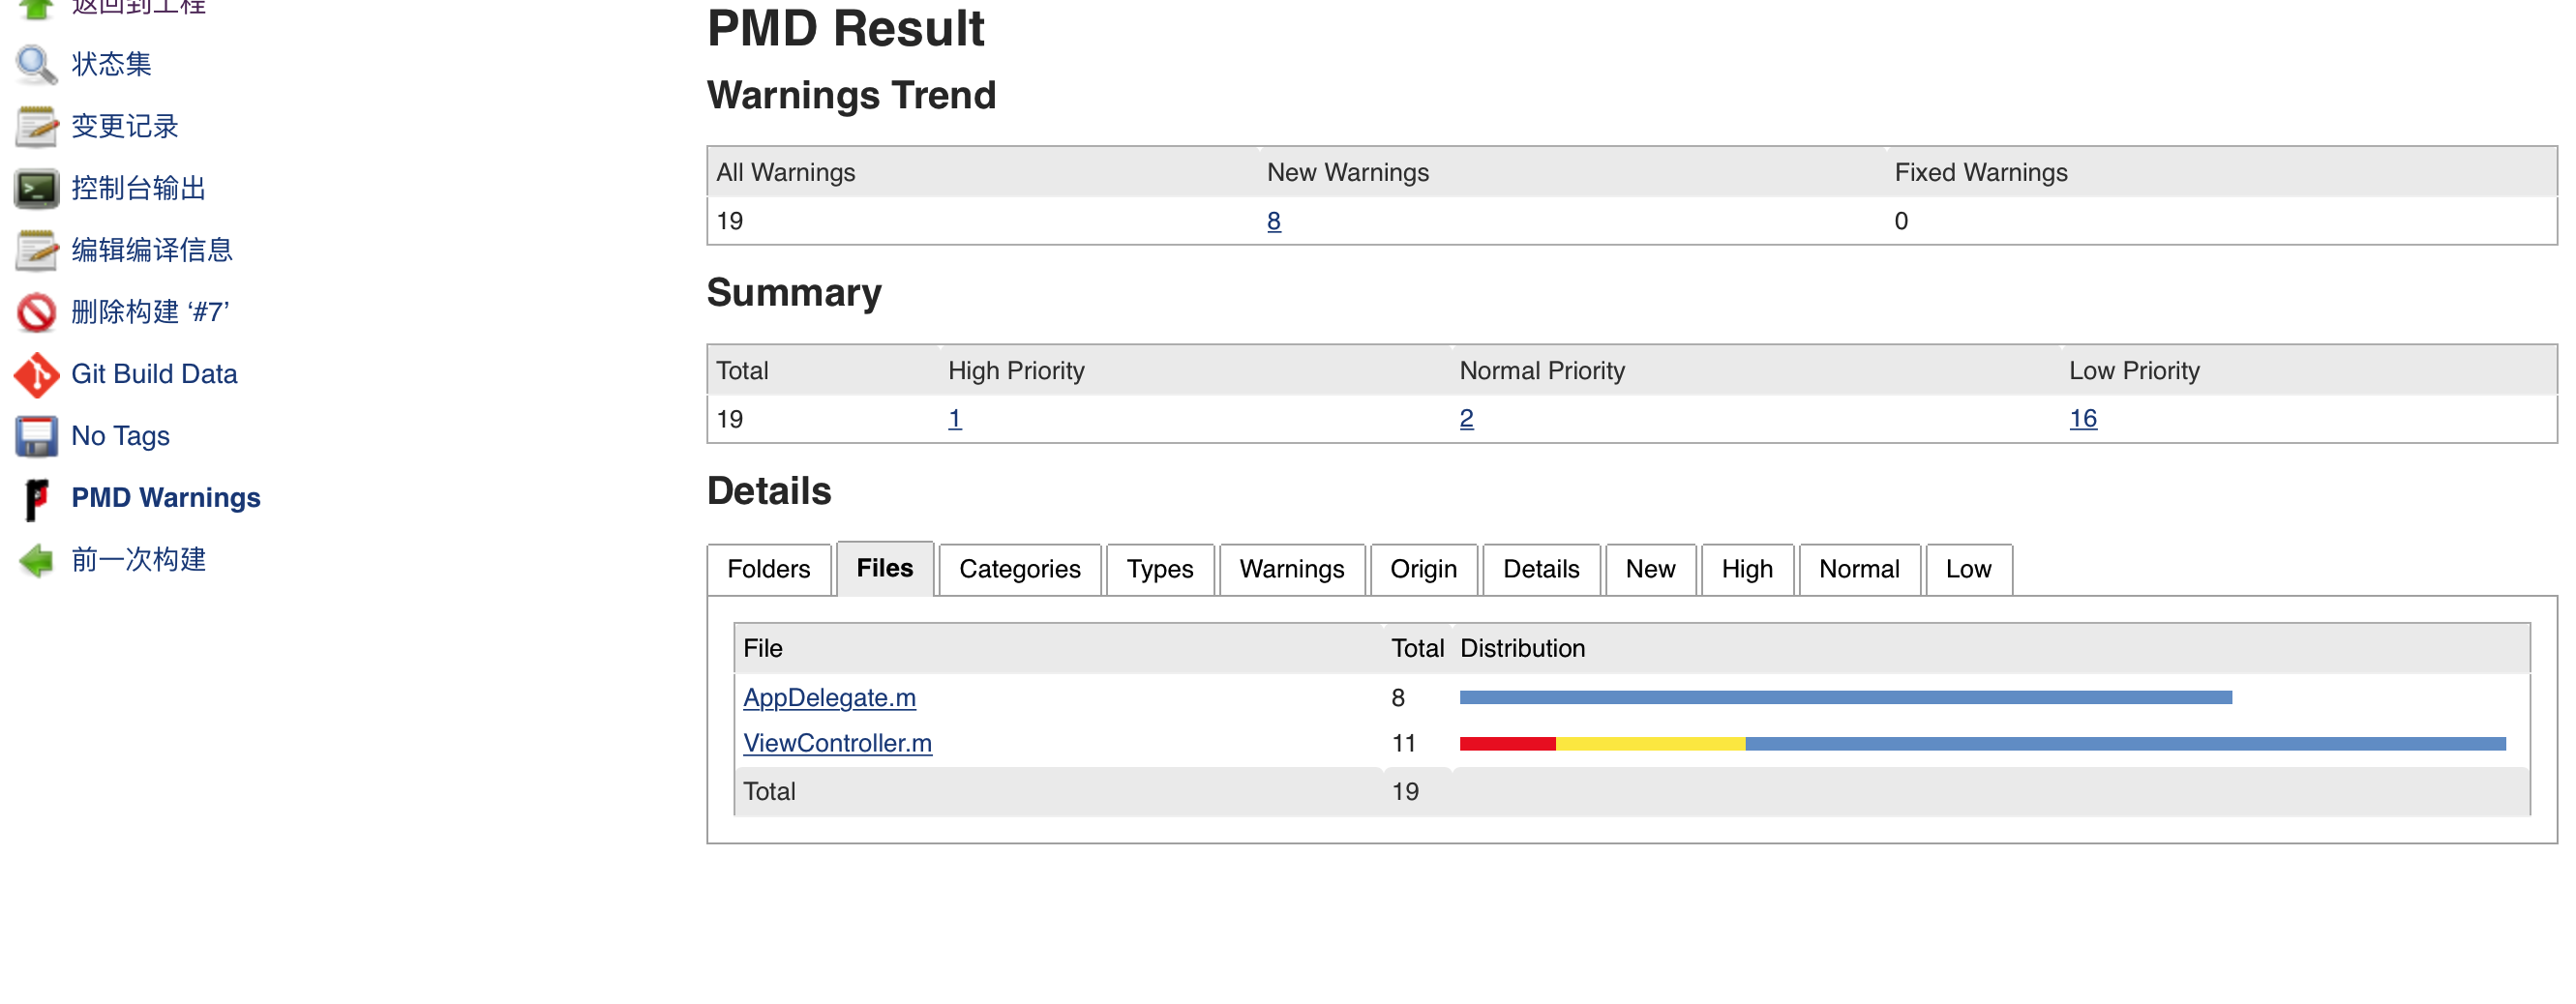 返回到工程
状态集
变更记录
控制台输出
编辑编译信息
删除构建 ‘#7’
Git Build Data
No Tags
PMD Warnings
前一次构建
PMD Result
Warnings Trend
All Warnings New Warnings Fixed Warnings
19 8 0
Summary
Total High Priority Normal Priority Low Priority
19 1 2 16
Details
Folders Files Categories Types Warnings Origin Details New High Normal Low
File Total Distribution
AppDelegate.m 8
ViewController.m 11
Total 19